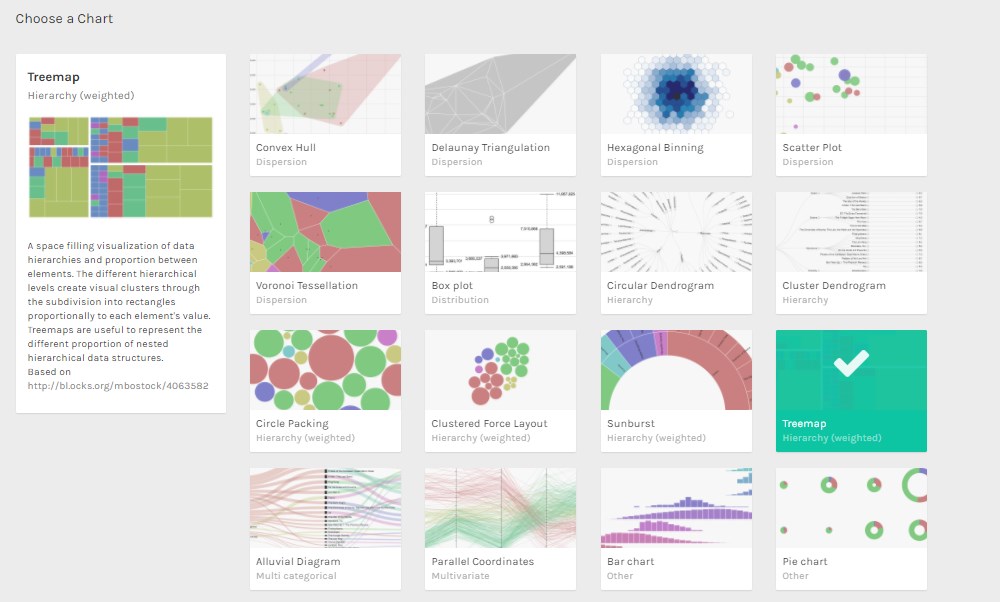 Choose a Chart
Treemap
Hierarchy (weighted)
A space filling visualization of data
hierarchies and proportion between
elements. The different hierarchical
levels create visual clusters through
the subdivision into rectangles
proportionally to each element's value.
Treemaps are useful to represent the
different proportion of nested
hierarchical data structures.
Based on
http://bl.ocks.org/mbostock/4063582
Convex Hull
Dispersion
Delaunay Triangulation
Dispersion
Hexagonal Binning
Dispersion
Scatter Plot
Dispersion
Voronoi Tessellation
Dispersion
Box plot
Distribution
Circular Dendrogram
Hierarchy
Cluster Dendrogram
Hierarchy
Circle Packing
Hierarchy (weighted)
Clustered Force Layout
Hierarchy (weighted)
Sunburst
Hierarchy (weighted)
Treemap
Hierarchy (weighted)
Alluvial Diagram
Multi categorical
Parallel Coordinates
Multivariate
Bar chart
Other
Pie chart
Other